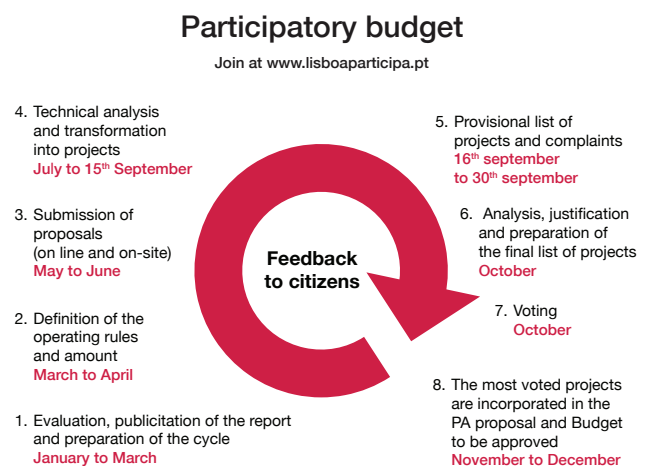 Participatory budget
Join at www.lisboaparticipa.pt
4. Technical analysis
and transformation
into projects
July to 15th September
3. Submission of
proposals
(on line and on-site)
May to June
2. Definition of the
operating rules
and amount
March to April
1. Evaluation, publicitation of the report
and preparation of the cycle
January to March
Feedback
to citizens
5. Provisional list of
projects and complaints
16th september
to 30th september
6. Analysis, justification
and preparation of
the final list of projects
October
7. Voting
October
8. The most voted projects
are incorporated in the
PA proposal and Budget
to be approved
November to December